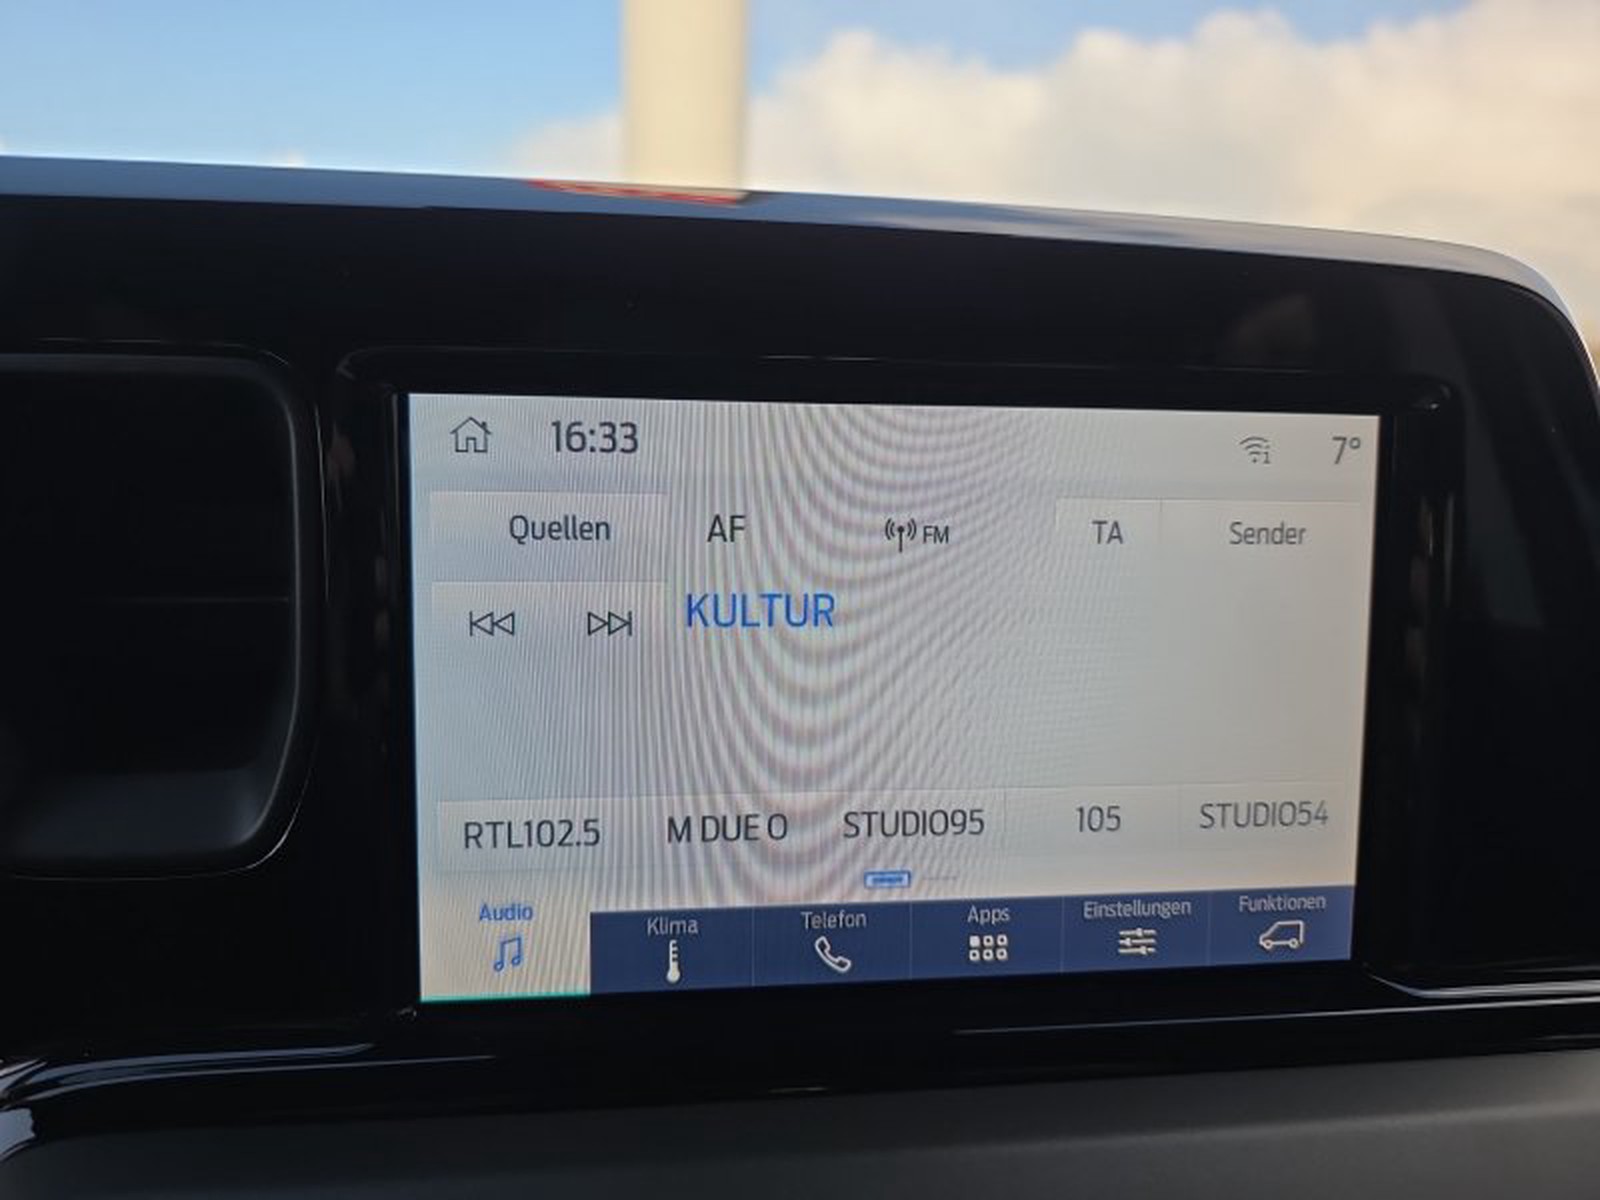 16:33
7°
Quellen AF FM TA Sender
KULTUR
RTL102.5 M DUE O STUDIO95 105 STUDIO54
Audio Klima Telefon Apps Einstellungen Funktionen